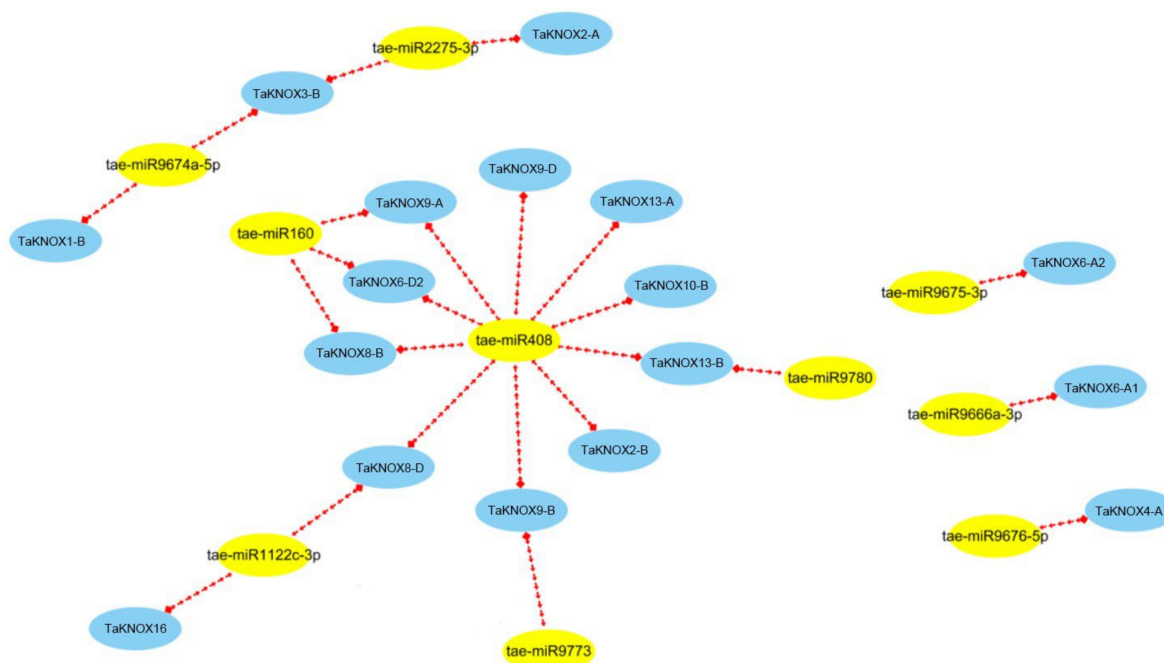 TaKNOX2-A
tae-miR2275-3p
TaKNOX3-B
tae-miR9674a-5p
TaKNOX9-D
TaKNOX9-A
TaKNOX13-A
tae-miR160
TaKNOX1-B
TaKNOX6-A2
TaKNOX6-D2
TaKNOX10-B
tae-miR9675-3p
tae-miR408
TaKNOX8-B
TaKNOX13-B
tae-miR9780
TaKNOX6-A1
tae-miR9666a-3p
TaKNOX2-B
TaKNOX8-D
TaKNOX9-B
TaKNOX4-A
tae-miR9676-5p
tae-miR1122c-3p
TaKNOX16
tae-miR9773